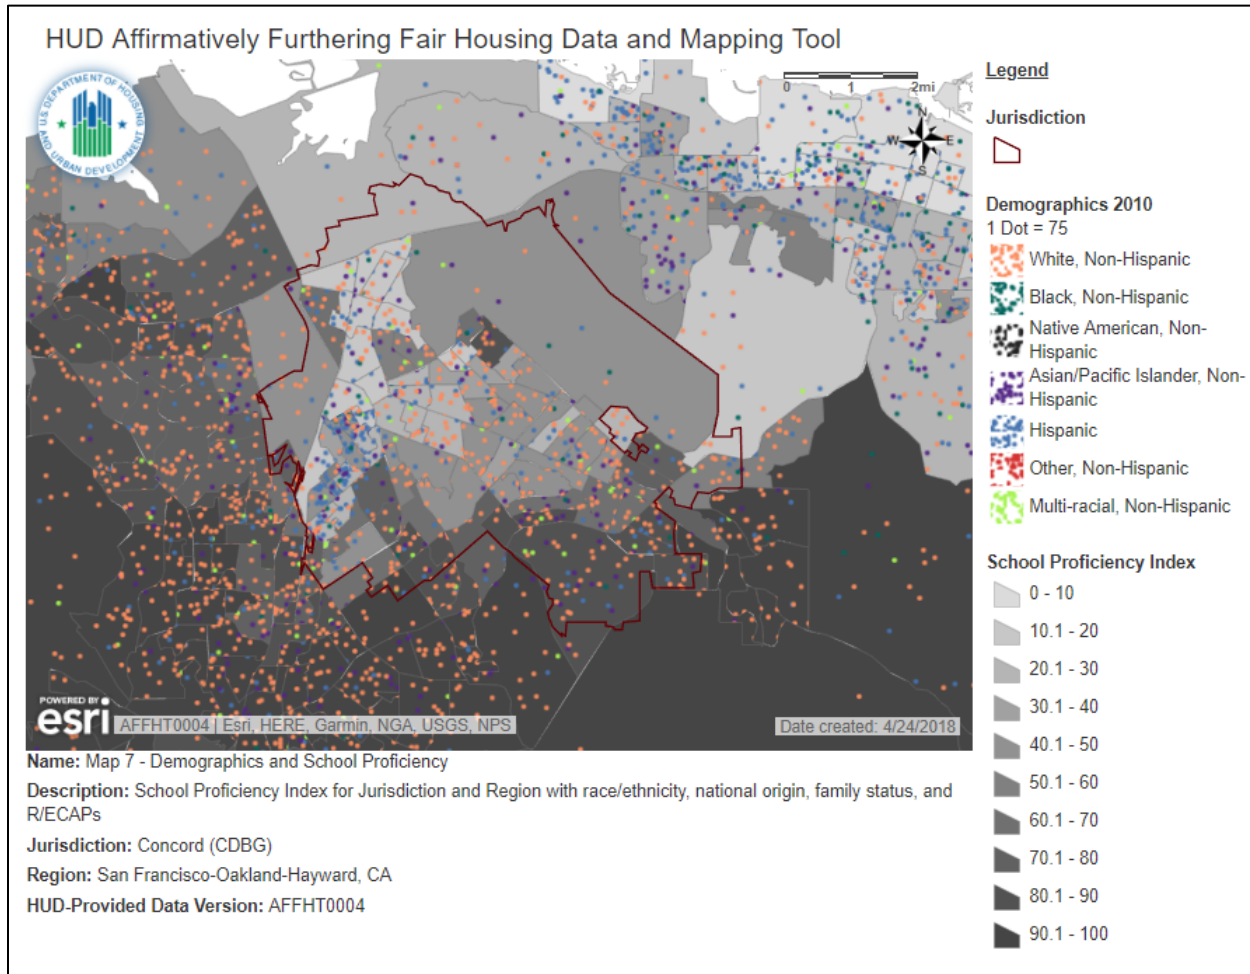 HUD Affirmatively Furthering Fair Housing Data and Mapping Tool
U.S. DEPARTMENT OF HOUSING
AND URBAN DEVELOPMENT
0 1 2mi
N
W E
S
POWERED BY
esri
AFFHT0004 | Esri, HERE, Garmin, NGA, USGS, NPS
Date created: 4/24/2018
Name: Map 7 - Demographics and School Proficiency
Description: School Proficiency Index for Jurisdiction and Region with race/ethnicity, national origin, family status, and
R/ECAPs
Jurisdiction: Concord (CDBG)
Region: San Francisco-Oakland-Hayward, CA
HUD-Provided Data Version: AFFHT0004
Legend
Jurisdiction
Demographics 2010
1 Dot = 75
White, Non-Hispanic
Black, Non-Hispanic
Native American, Non-
Hispanic
Asian/Pacific Islander, Non-
Hispanic
Hispanic
Other, Non-Hispanic
Multi-racial, Non-Hispanic
School Proficiency Index
0 - 10
10.1 - 20
20.1 - 30
30.1 - 40
40.1 - 50
50.1 - 60
60.1 - 70
70.1 - 80
80.1 - 90
90.1 - 100